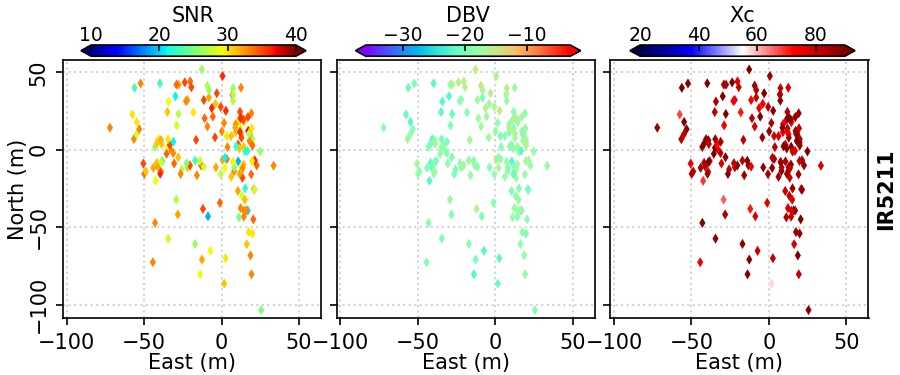 SNR DBV Xc
10 20 30 40 −30 −20 −10 20 40 60 80
50
0
−50
−100
North (m)
−100 −50 0 50 −100 −50 0 50 −100 −50 0 50
East (m) East (m) East (m)
IR5211